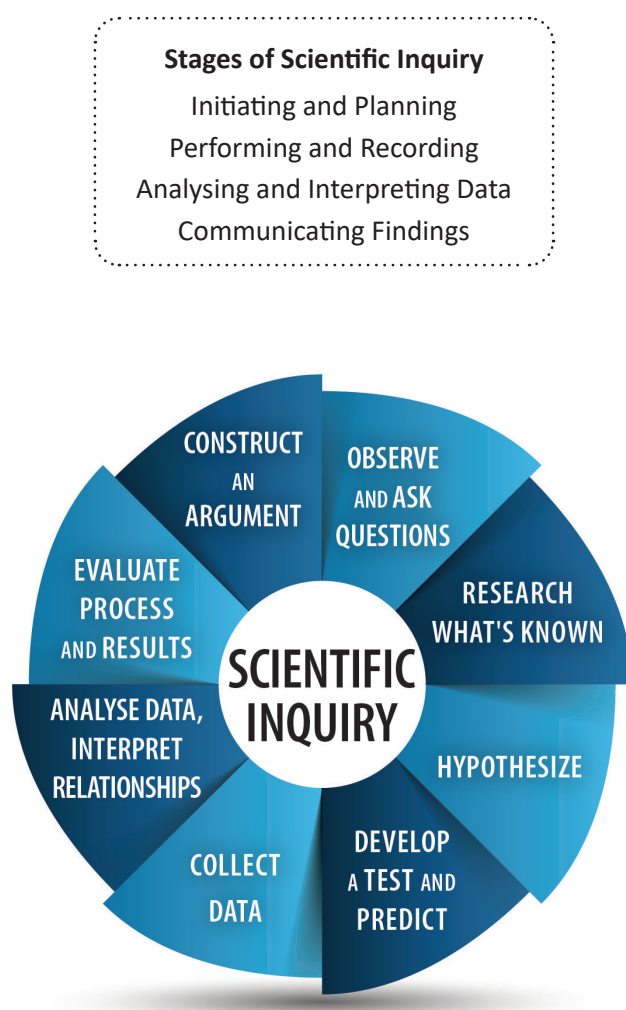 Stages of Scientific Inquiry
Initiating and Planning
Performing and Recording
Analysing and Interpreting Data
Communicating Findings
CONSTRUCT
AN
ARGUMENT
OBSERVE
AND ASK
QUESTIONS
RESEARCH
WHAT'S KNOWN
HYPOTHESIZE
DEVELOP
A TEST AND
PREDICT
COLLECT
DATA
ANALYSE DATA,
INTERPRET
RELATIONSHIPS
EVALUATE
PROCESS
AND RESULTS
SCIENTIFIC
INQUIRY